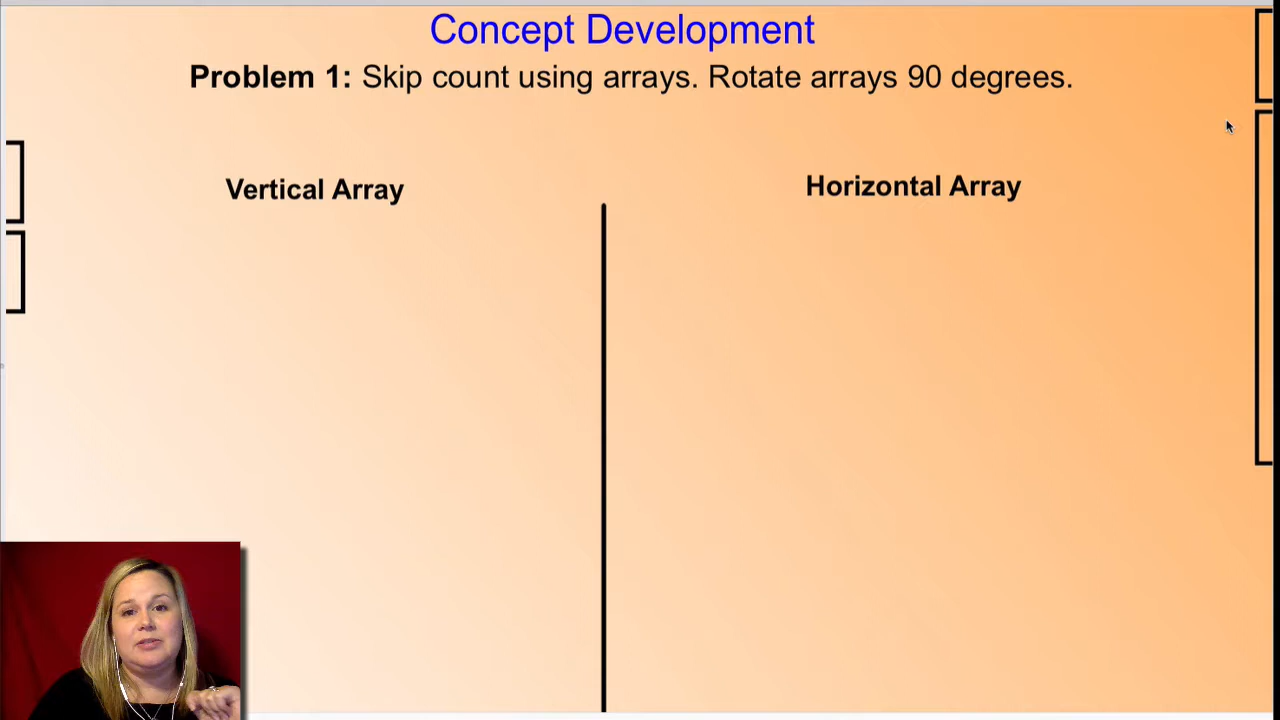 Concept Development
Problem 1: Skip count using arrays. Rotate arrays 90 degrees.
Vertical Array
Horizontal Array